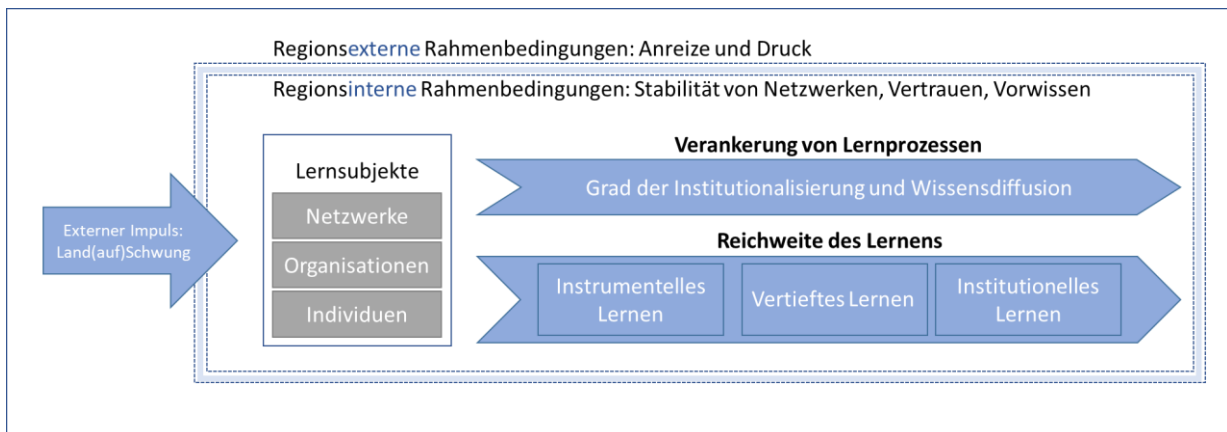 Regionsexterne Rahmenbedingungen: Anreize und Druck
Regionsinterne Rahmenbedingungen: Stabilität von Netzwerken, Vertrauen, Vorwissen
Externer Impuls:
Land(auf)Schwung
Lernsubjekte
Netzwerke
Organisationen
Individuen
Verankerung von Lernprozessen
Grad der Institutionalisierung und Wissensdiffusion
Reichweite des Lernens
Instrumentelles
Lernen
Vertieftes Lernen
Institutionelles
Lernen